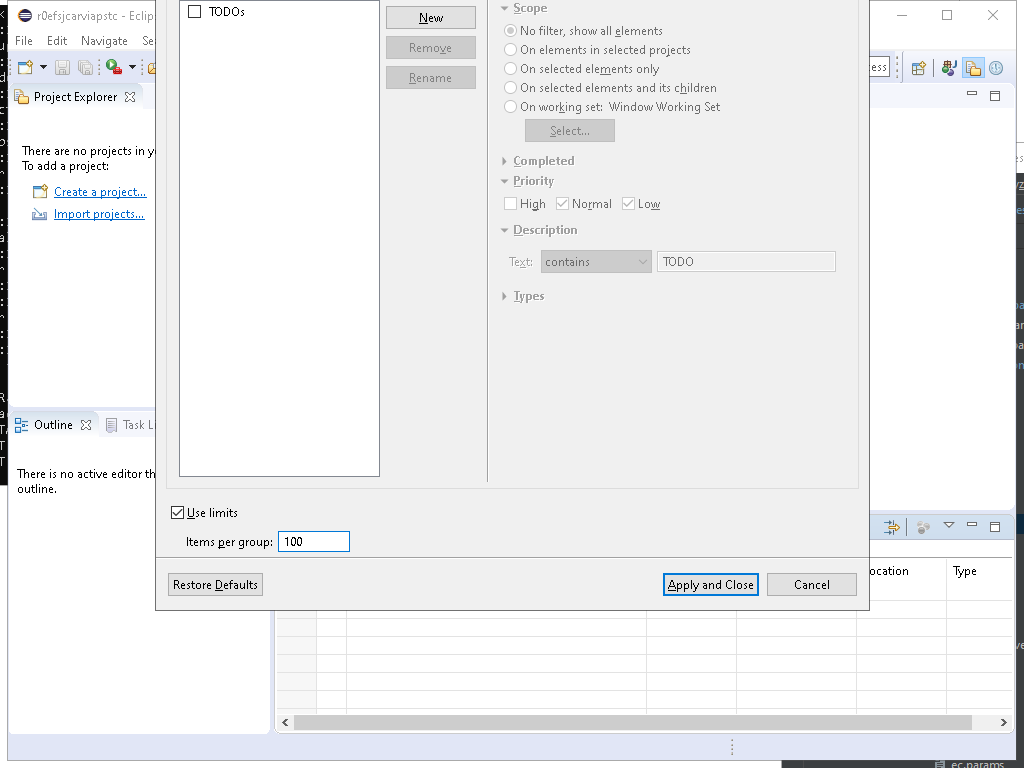 r0efsjcarviapstc - Eclip
File Edit Navigate Se
ess
Project Explorer
There are no projects in y
To add a project:
Create a project...
Import projects...
Outline
Task Li
There is no active editor th
outline.
TODOs
New
Remove
Rename
Scope
No filter, show all elements
On elements in selected projects
On selected elements only
On selected elements and its children
On working set: Window Working Set
Select...
Completed
Priority
High Normal Low
Description
Text: contains TODO
Types
Use limits
Items per group: 100
Restore Defaults
Apply and Close
Cancel
ocation
Type
ec.params